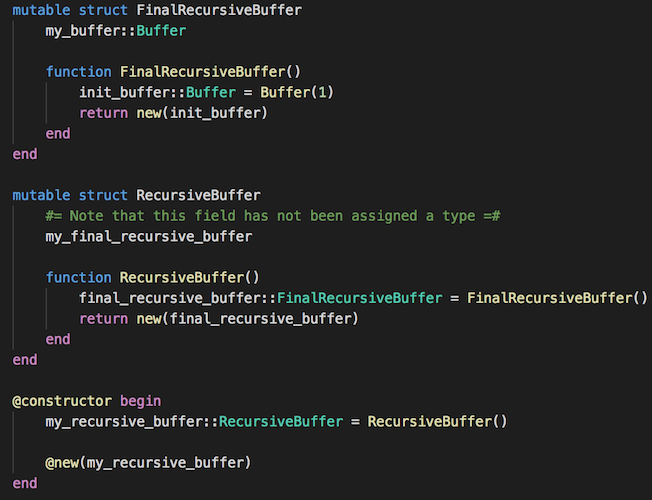 mutable struct FinalRecursiveBuffer
    my_buffer::Buffer

    function FinalRecursiveBuffer()
        init_buffer::Buffer = Buffer(1)
        return new(init_buffer)
    end
end

mutable struct RecursiveBuffer
    #= Note that this field has not been assigned a type =#
    my_final_recursive_buffer

    function RecursiveBuffer()
        final_recursive_buffer::FinalRecursiveBuffer = FinalRecursiveBuffer()
        return new(final_recursive_buffer)
    end
end

@constructor begin
    my_recursive_buffer::RecursiveBuffer = RecursiveBuffer()

    @new(my_recursive_buffer)
end